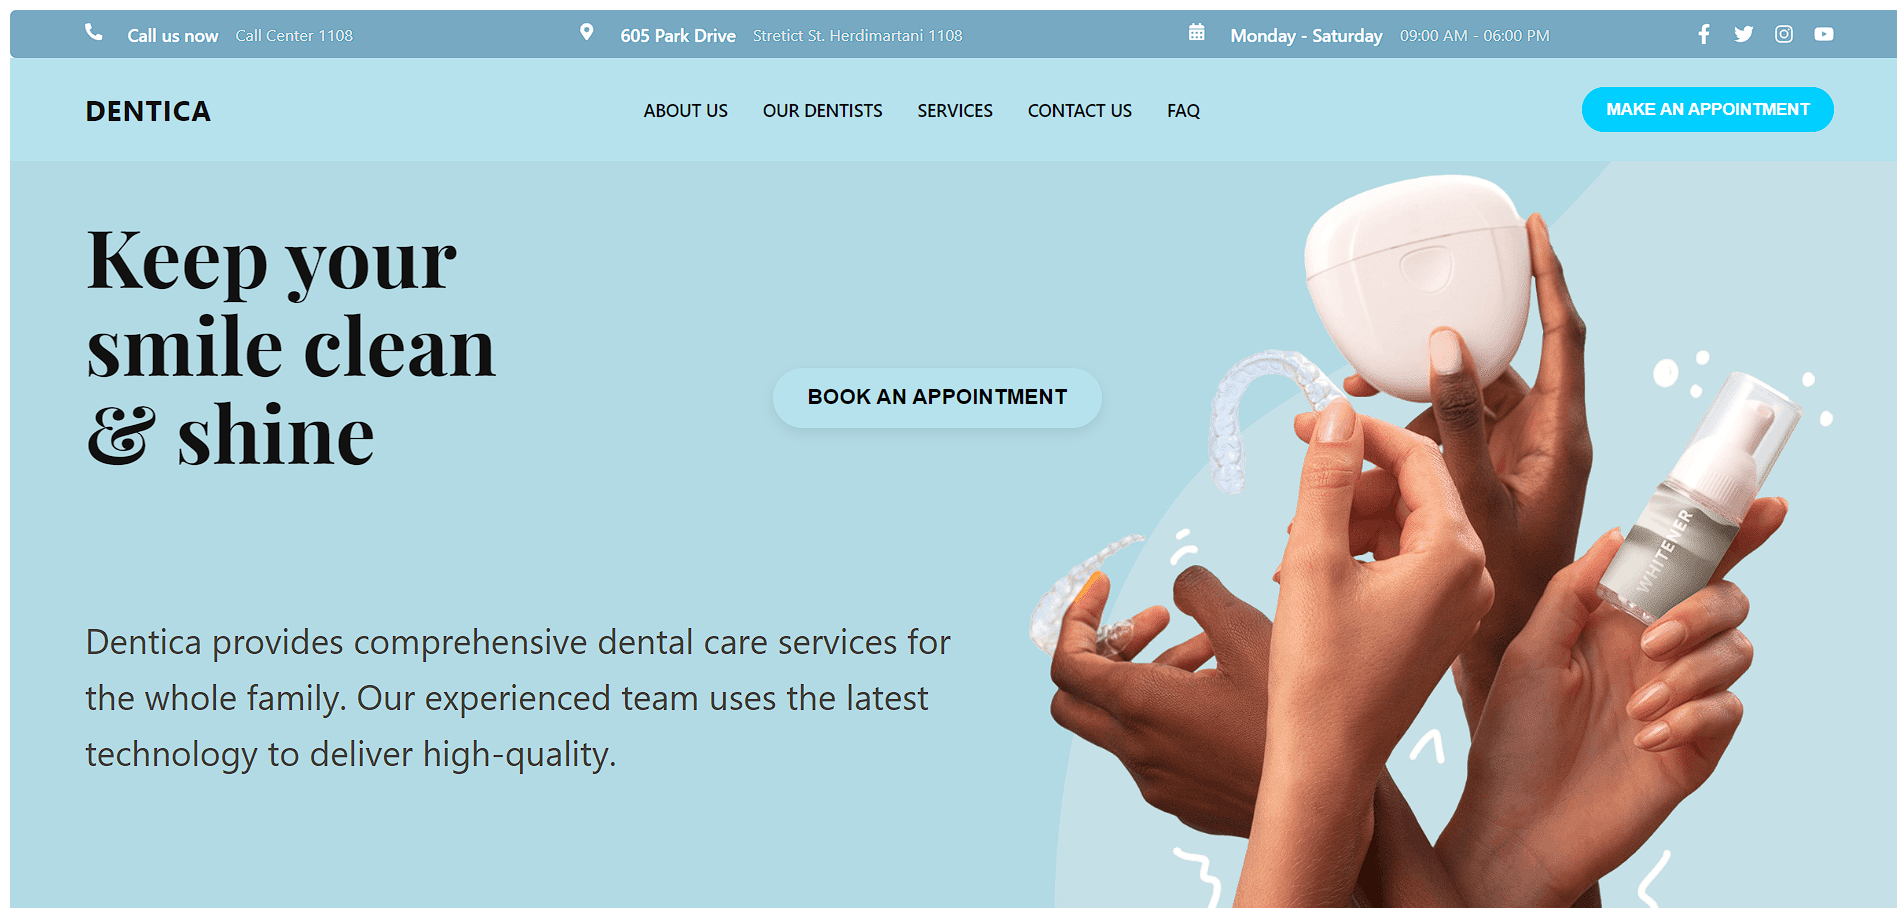 Call us now Call Center 1108
605 Park Drive Stretict St. Herdimartani 1108
Monday - Saturday 09:00 AM - 06:00 PM
DENTICA
ABOUT US OUR DENTISTS SERVICES CONTACT US FAQ
MAKE AN APPOINTMENT
Keep your
smile clean
& shine
BOOK AN APPOINTMENT
WHITENER
Dentica provides comprehensive dental care services for
the whole family. Our experienced team uses the latest
technology to deliver high-quality.